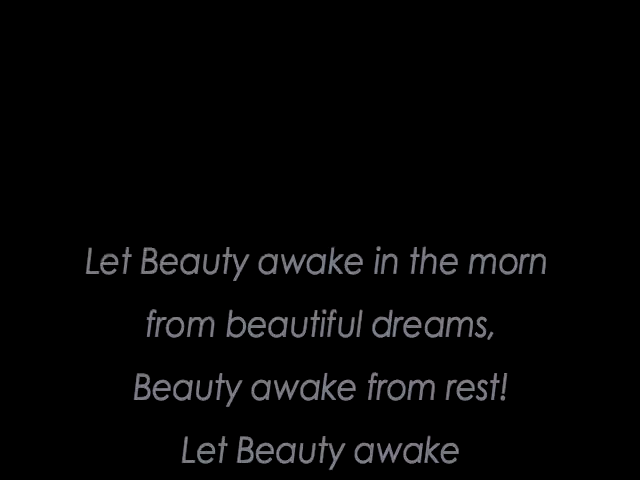 Let Beauty awake in the morn
from beautiful dreams,
Beauty awake from rest!
Let Beauty awake